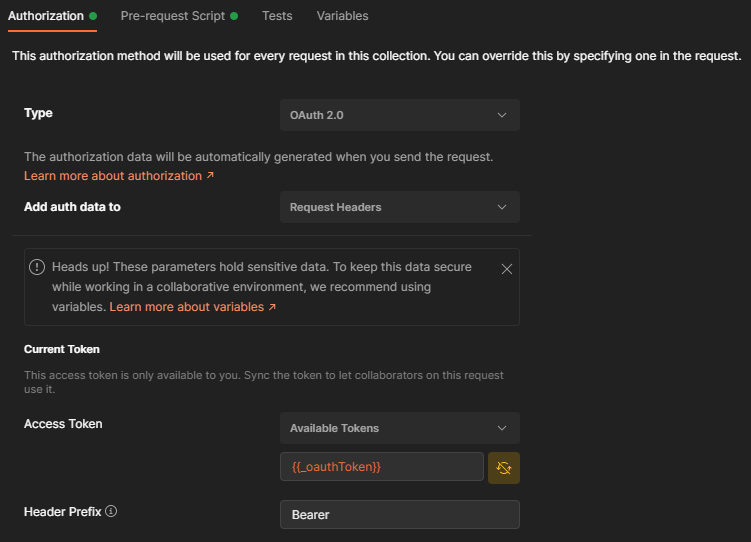 Authorization Pre-request Script Tests Variables
This authorization method will be used for every request in this collection. You can override this by specifying one in the request.
Type OAuth 2.0
The authorization data will be automatically generated when you send the request.
Learn more about authorization ↗
Add auth data to Request Headers
Heads up! These parameters hold sensitive data. To keep this data secure
while working in a collaborative environment, we recommend using
variables. Learn more about variables ↗
Current Token
This access token is only available to you. Sync the token to let collaborators on this request
use it.
Access Token Available Tokens
{{_oauthToken}}
Header Prefix Bearer